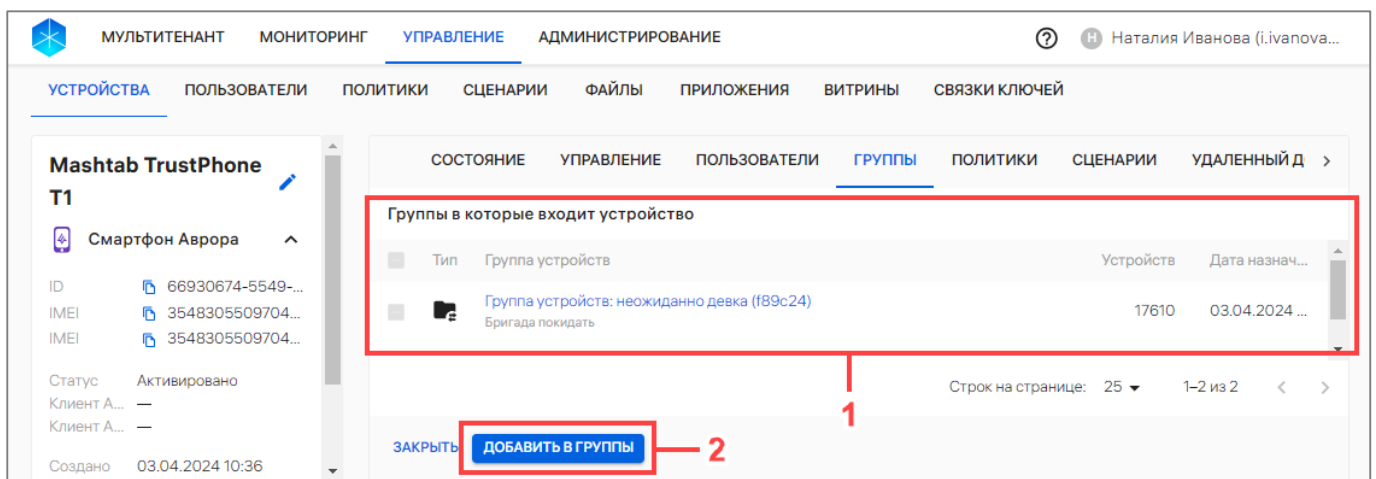 МУЛЬТИТЕНАНТ МОНИТОРИНГ УПРАВЛЕНИЕ АДМИНИСТРИРОВАНИЕ Н Наталия Иванова (i.ivanova...
УСТРОЙСТВА ПОЛЬЗОВАТЕЛИ ПОЛИТИКИ СЦЕНАРИИ ФАЙЛЫ ПРИЛОЖЕНИЯ ВИТРИНЫ СВЯЗКИ КЛЮЧЕЙ
Mashtab TrustPhone
T1
Смартфон Аврора
ID 66930674-5549-...
IMEI 3548305509704...
IMEI 3548305509704...
Статус Активировано
Клиент А... —
Клиент А... —
Создано 03.04.2024 10:36
СОСТОЯНИЕ УПРАВЛЕНИЕ ПОЛЬЗОВАТЕЛИ ГРУППЫ ПОЛИТИКИ СЦЕНАРИИ УДАЛЕННЫЙ Д
Группы в которые входит устройство
Тип Группа устройств Устройств Дата назнач...
Группа устройств: неожиданно девка (f89c24) 17610 03.04.2024 ...
Бригада покидать
Строк на странице: 25 1–2 из 2
1
ЗАКРЫТЬ ДОБАВИТЬ В ГРУППЫ 2